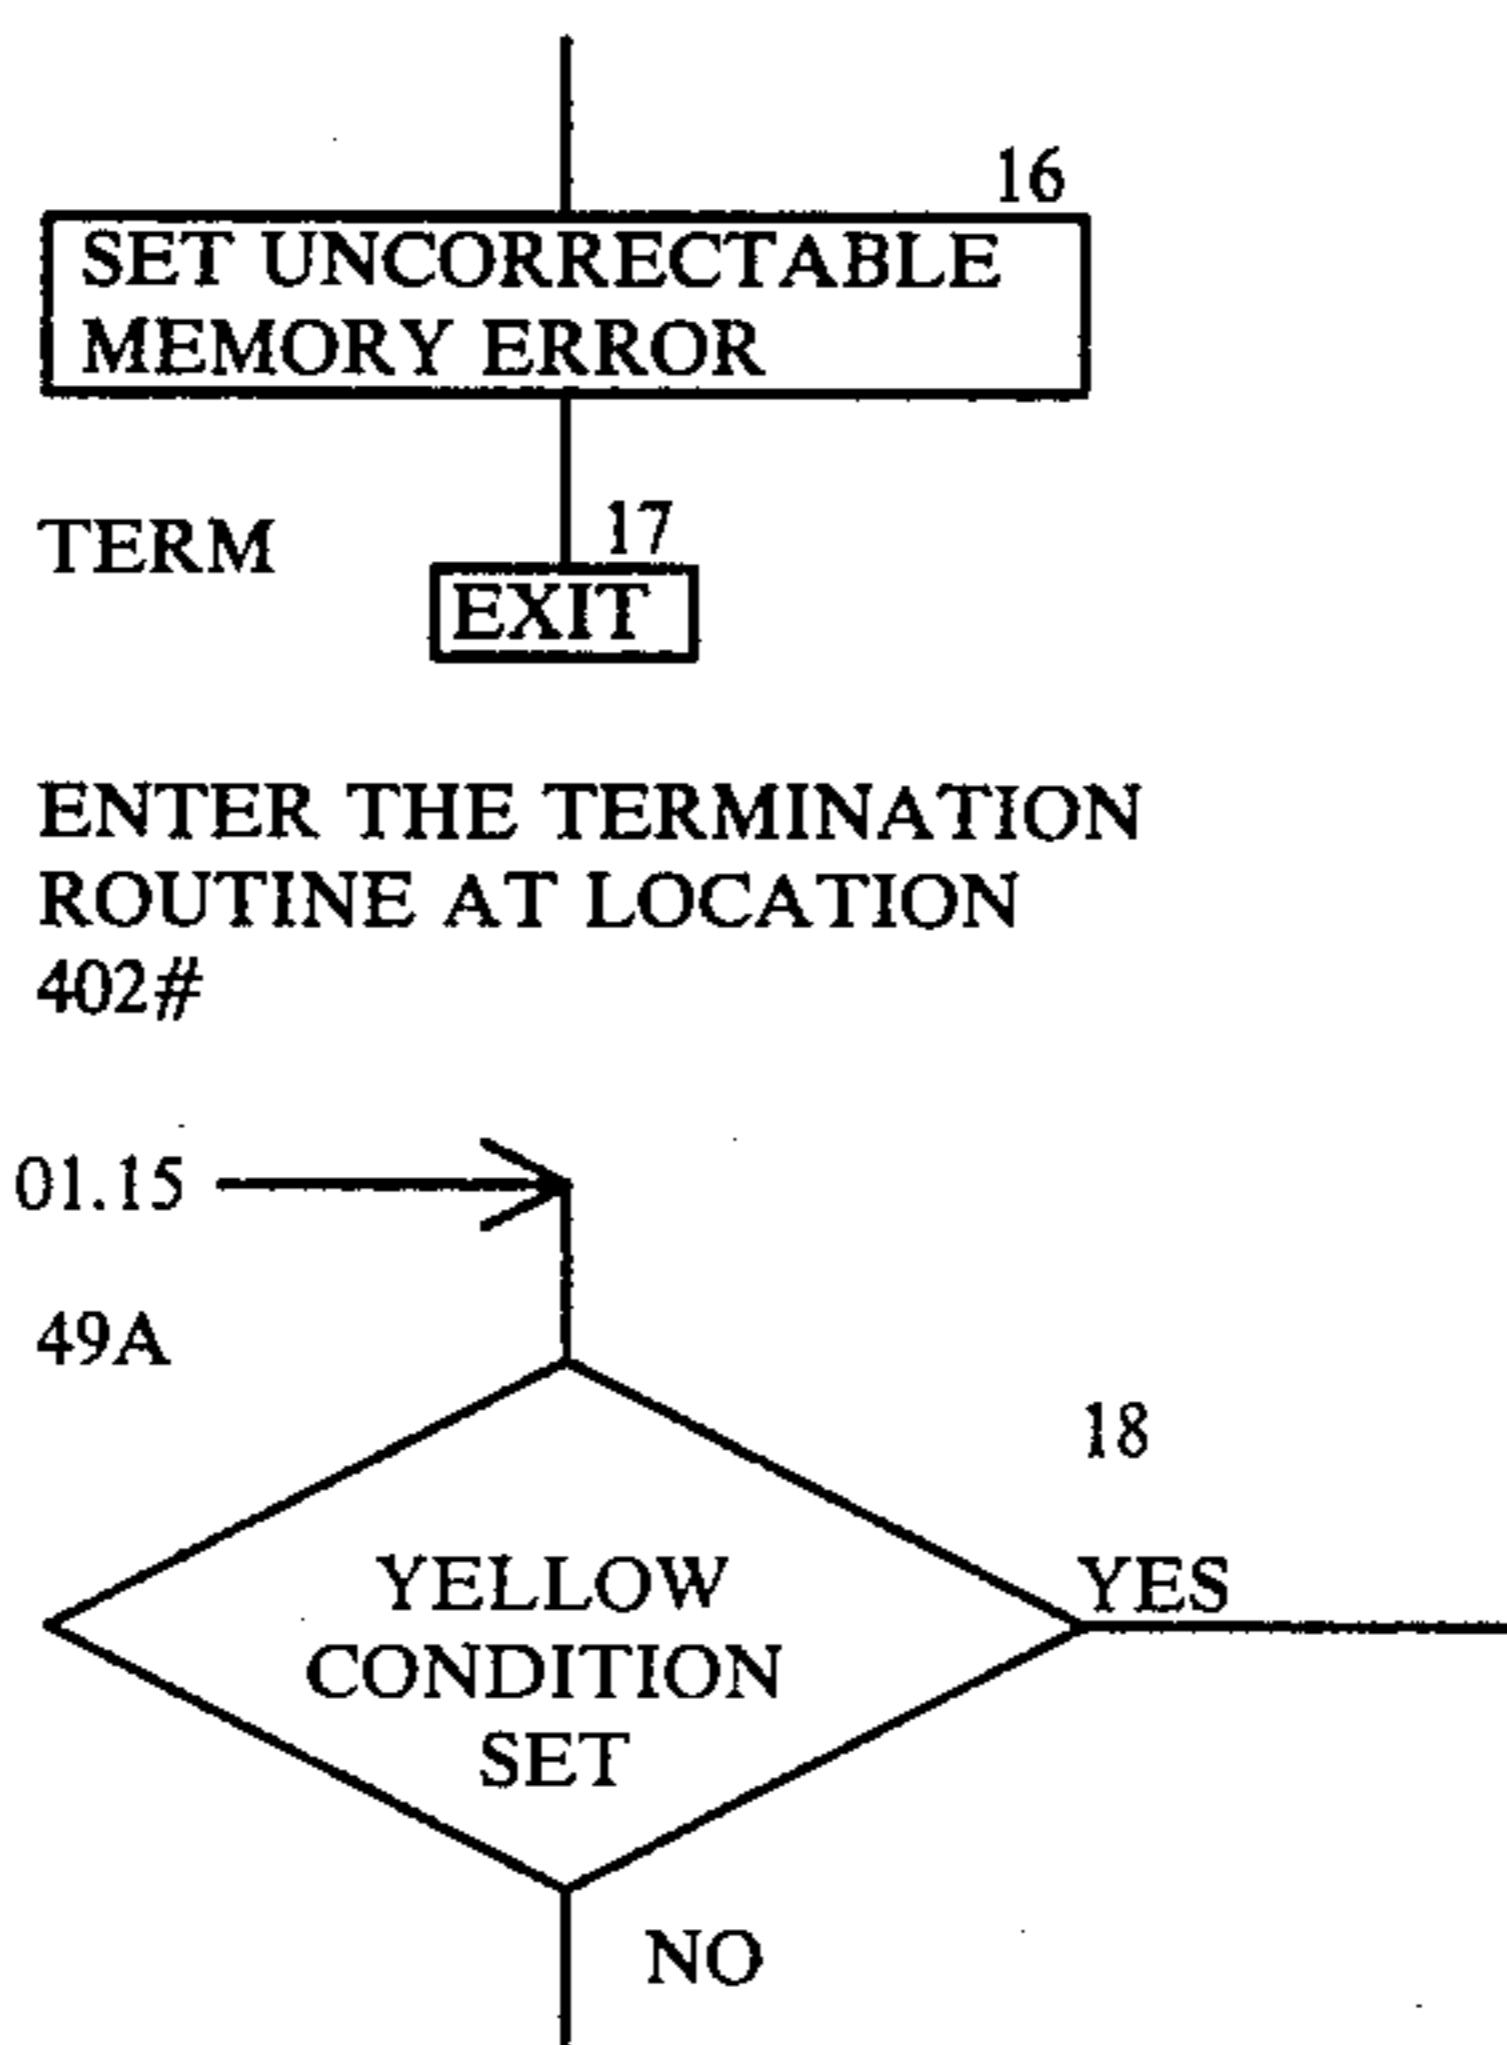 16
SET UNCORRECTABLE
MEMORY ERROR
17
TERM
EXIT
ENTER THE TERMINATION
ROUTINE AT LOCATION
402#
01.15
49A
18
YELLOW
CONDITION
SET
YES
NO